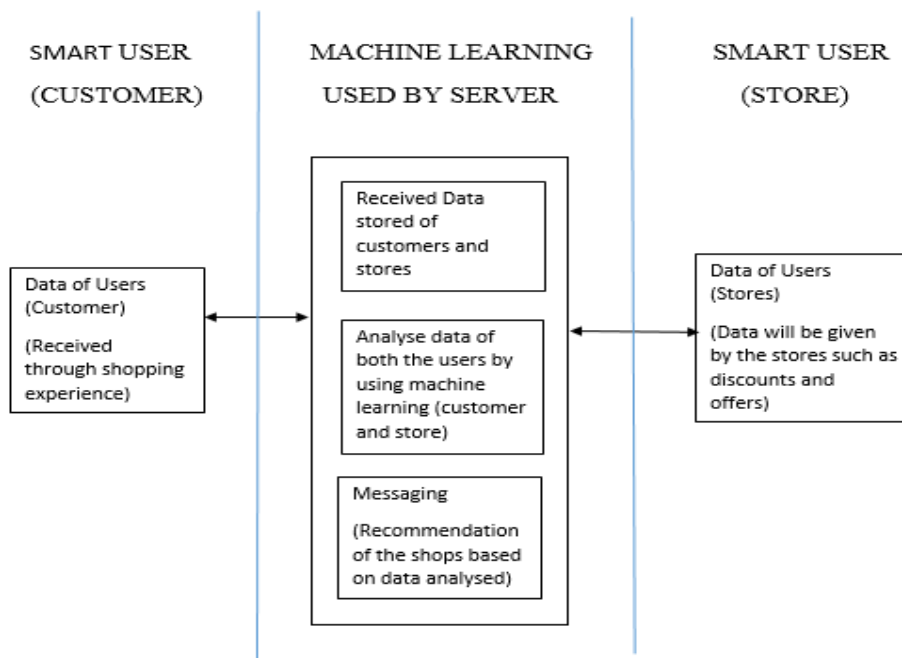 SMART USER
(CUSTOMER)
MACHINE LEARNING
USED BY SERVER
SMART USER
(STORE)
Data of Users
(Customer)
(Received
through shopping
experience)
Received Data
stored of
customers and
stores
Analyse data of
both the users by
using machine
learning (customer
and store)
Messaging
(Recommendation
of the shops based
on data analysed)
Data of Users
(Stores)
(Data will be given
by the stores such as
discounts and
offers)